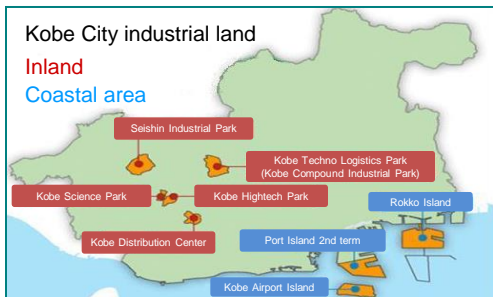 Kobe City industrial land
Inland
Coastal area
Seishin Industrial Park
Kobe Techno Logistics Park
(Kobe Compound Industrial Park)
Kobe Science Park
Kobe Hightech Park
Rokko Island
Kobe Distribution Center
Port Island 2nd term
Kobe Airport Island